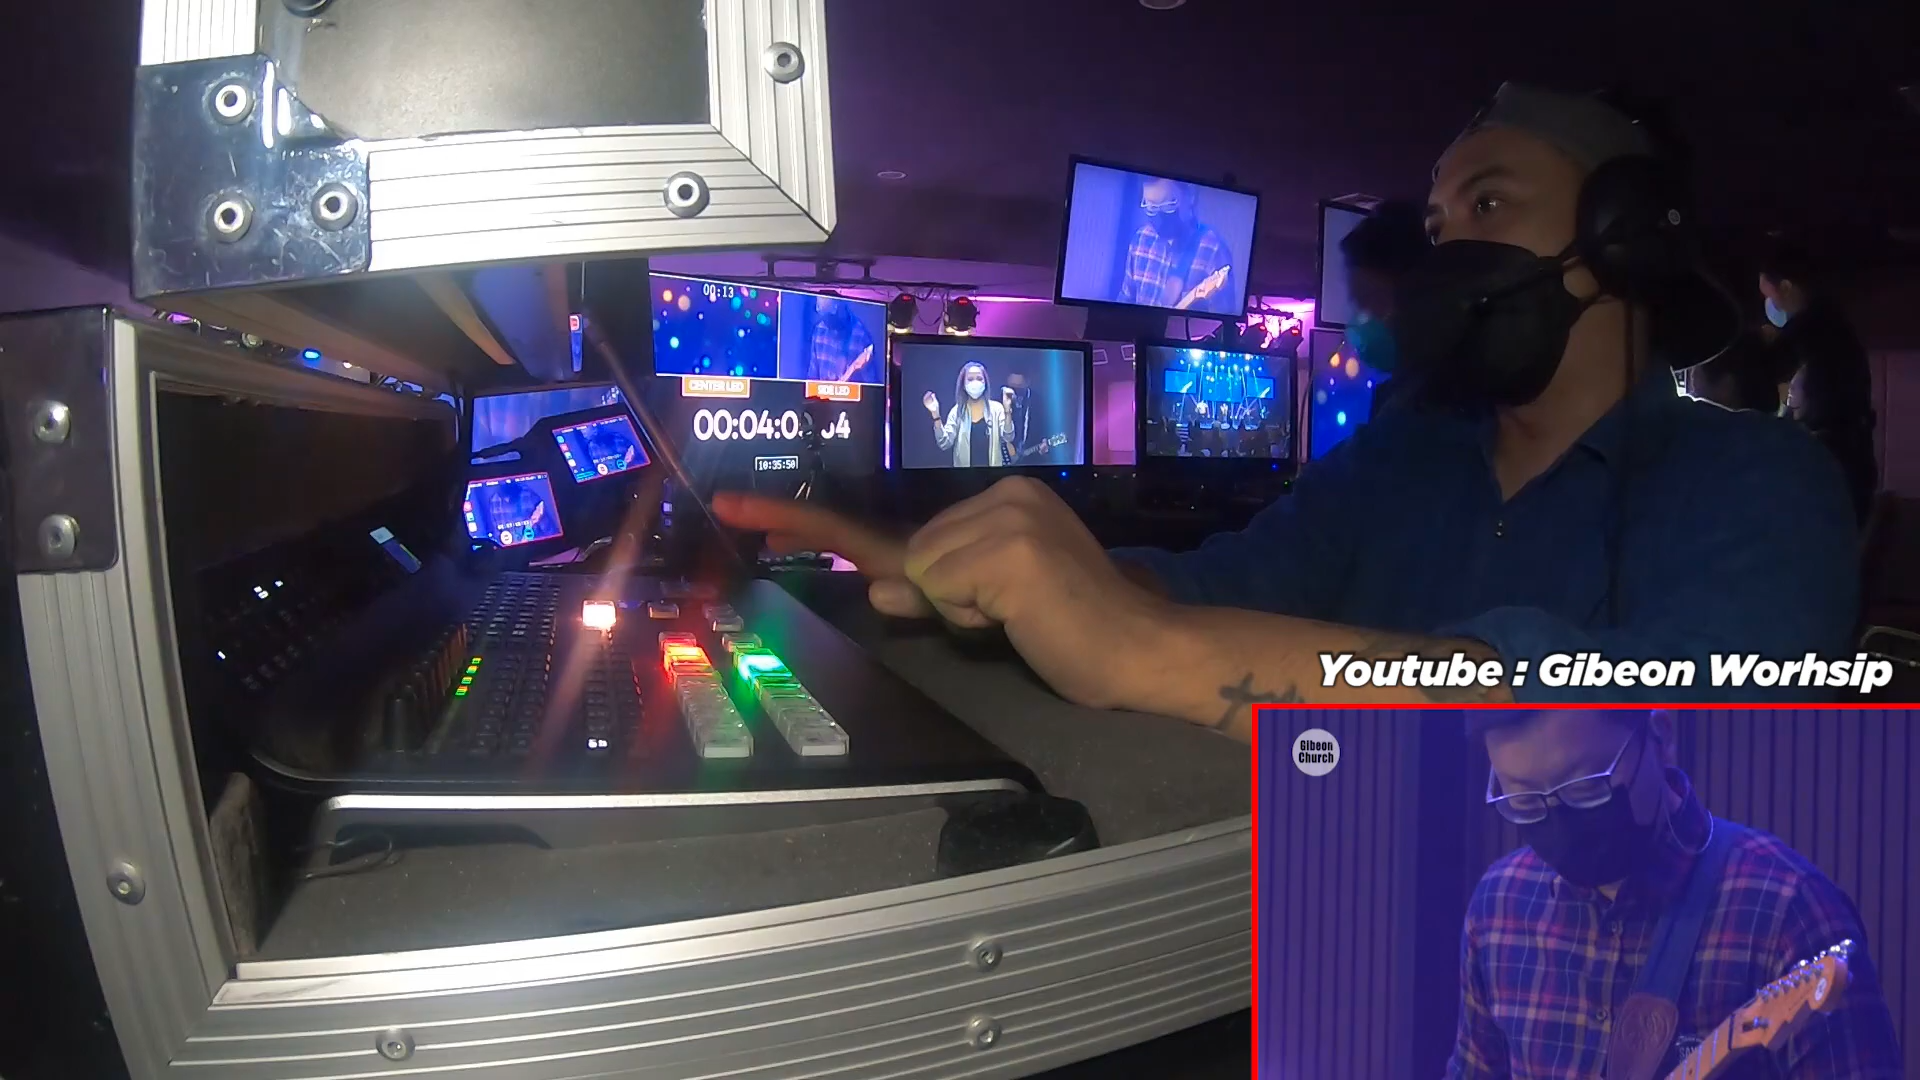 00:13
CENTER LED
SIDE LED
10:35:50
Youtube : Gibeon Worhsip
Gibeon
Church